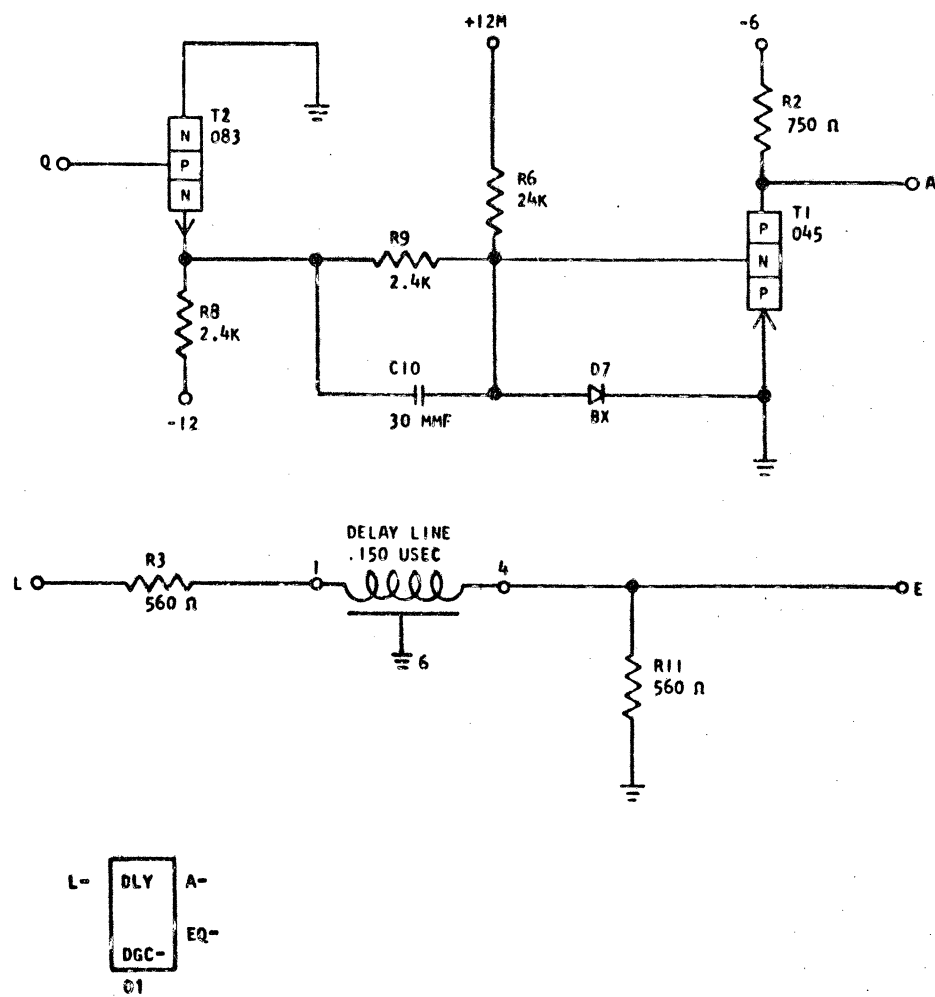 +12M
-6
T2
083
N
P
N
Q
R2
750 Ω
A
R6
24K
T1
045
P
N
P
R9
2.4K
R8
2.4K
-12
C10
30 MMF
D7
BX
DELAY LINE
.150 USEC
L
R3
560 Ω
1
4
E
6
R11
560 Ω
L-
DLY
A-
EQ-
DGC-
01